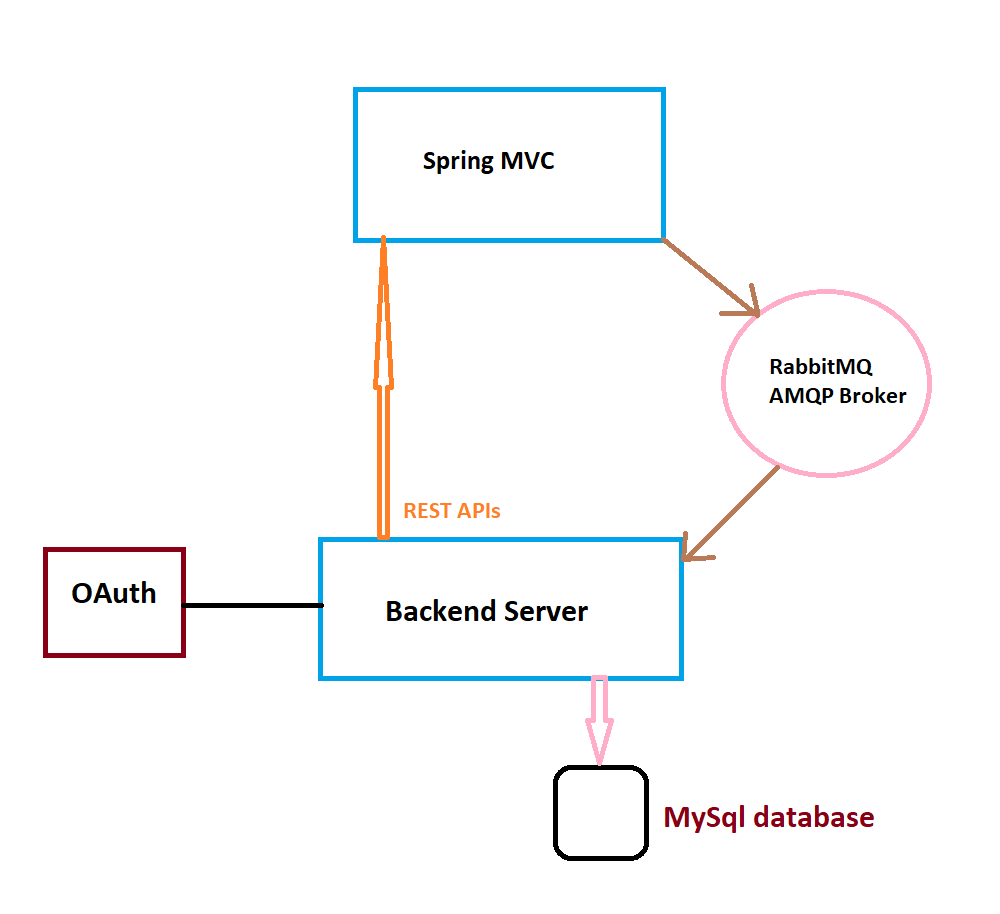 Spring MVC
RabbitMQ
AMQP Broker
REST APIs
OAuth
Backend Server
MySql database